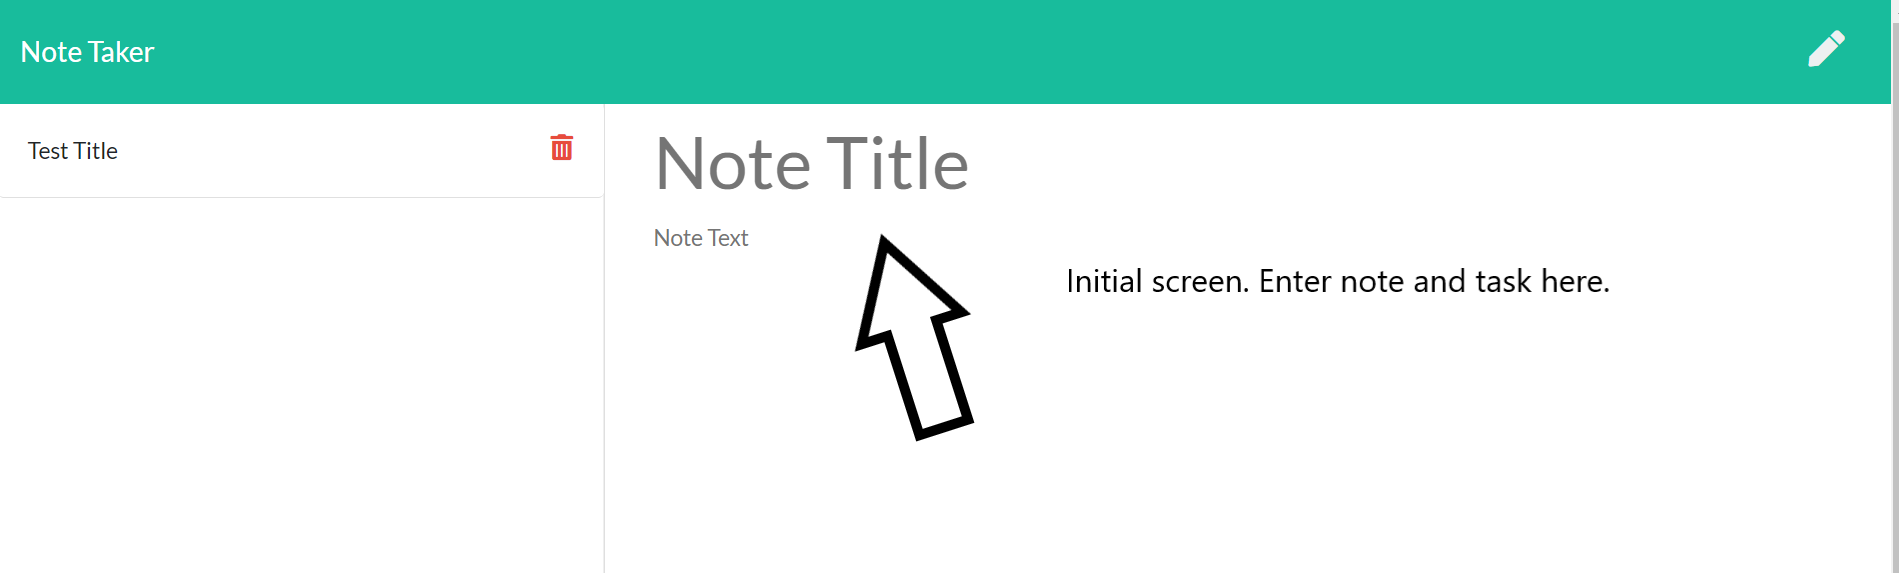 Note Taker
Test Title
Note Title
Note Text
Initial screen. Enter note and task here.